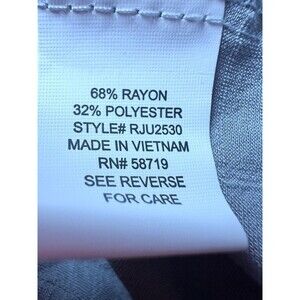 68% RAYON
32% POLYESTER
STYLE# RJU2530
MADE IN VIETNAM
RN# 58719
SEE REVERSE
FOR CARE